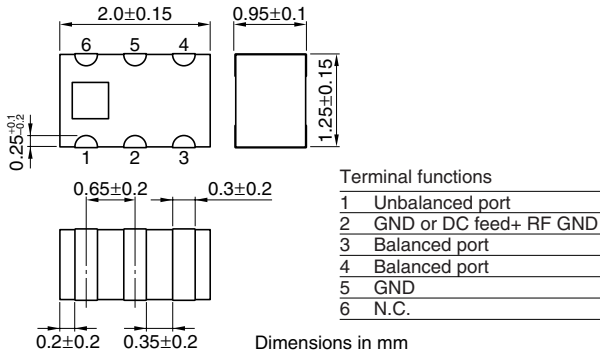 2.0±0.15
0.95±0.1
6 5 4
1.25±0.15
0.25+0.1−0.2
1 2 3
0.65±0.2
0.3±0.2
0.2±0.2
0.35±0.2
Dimensions in mm
Terminal functions
1 Unbalanced port
2 GND or DC feed+ RF GND
3 Balanced port
4 Balanced port
5 GND
6 N.C.